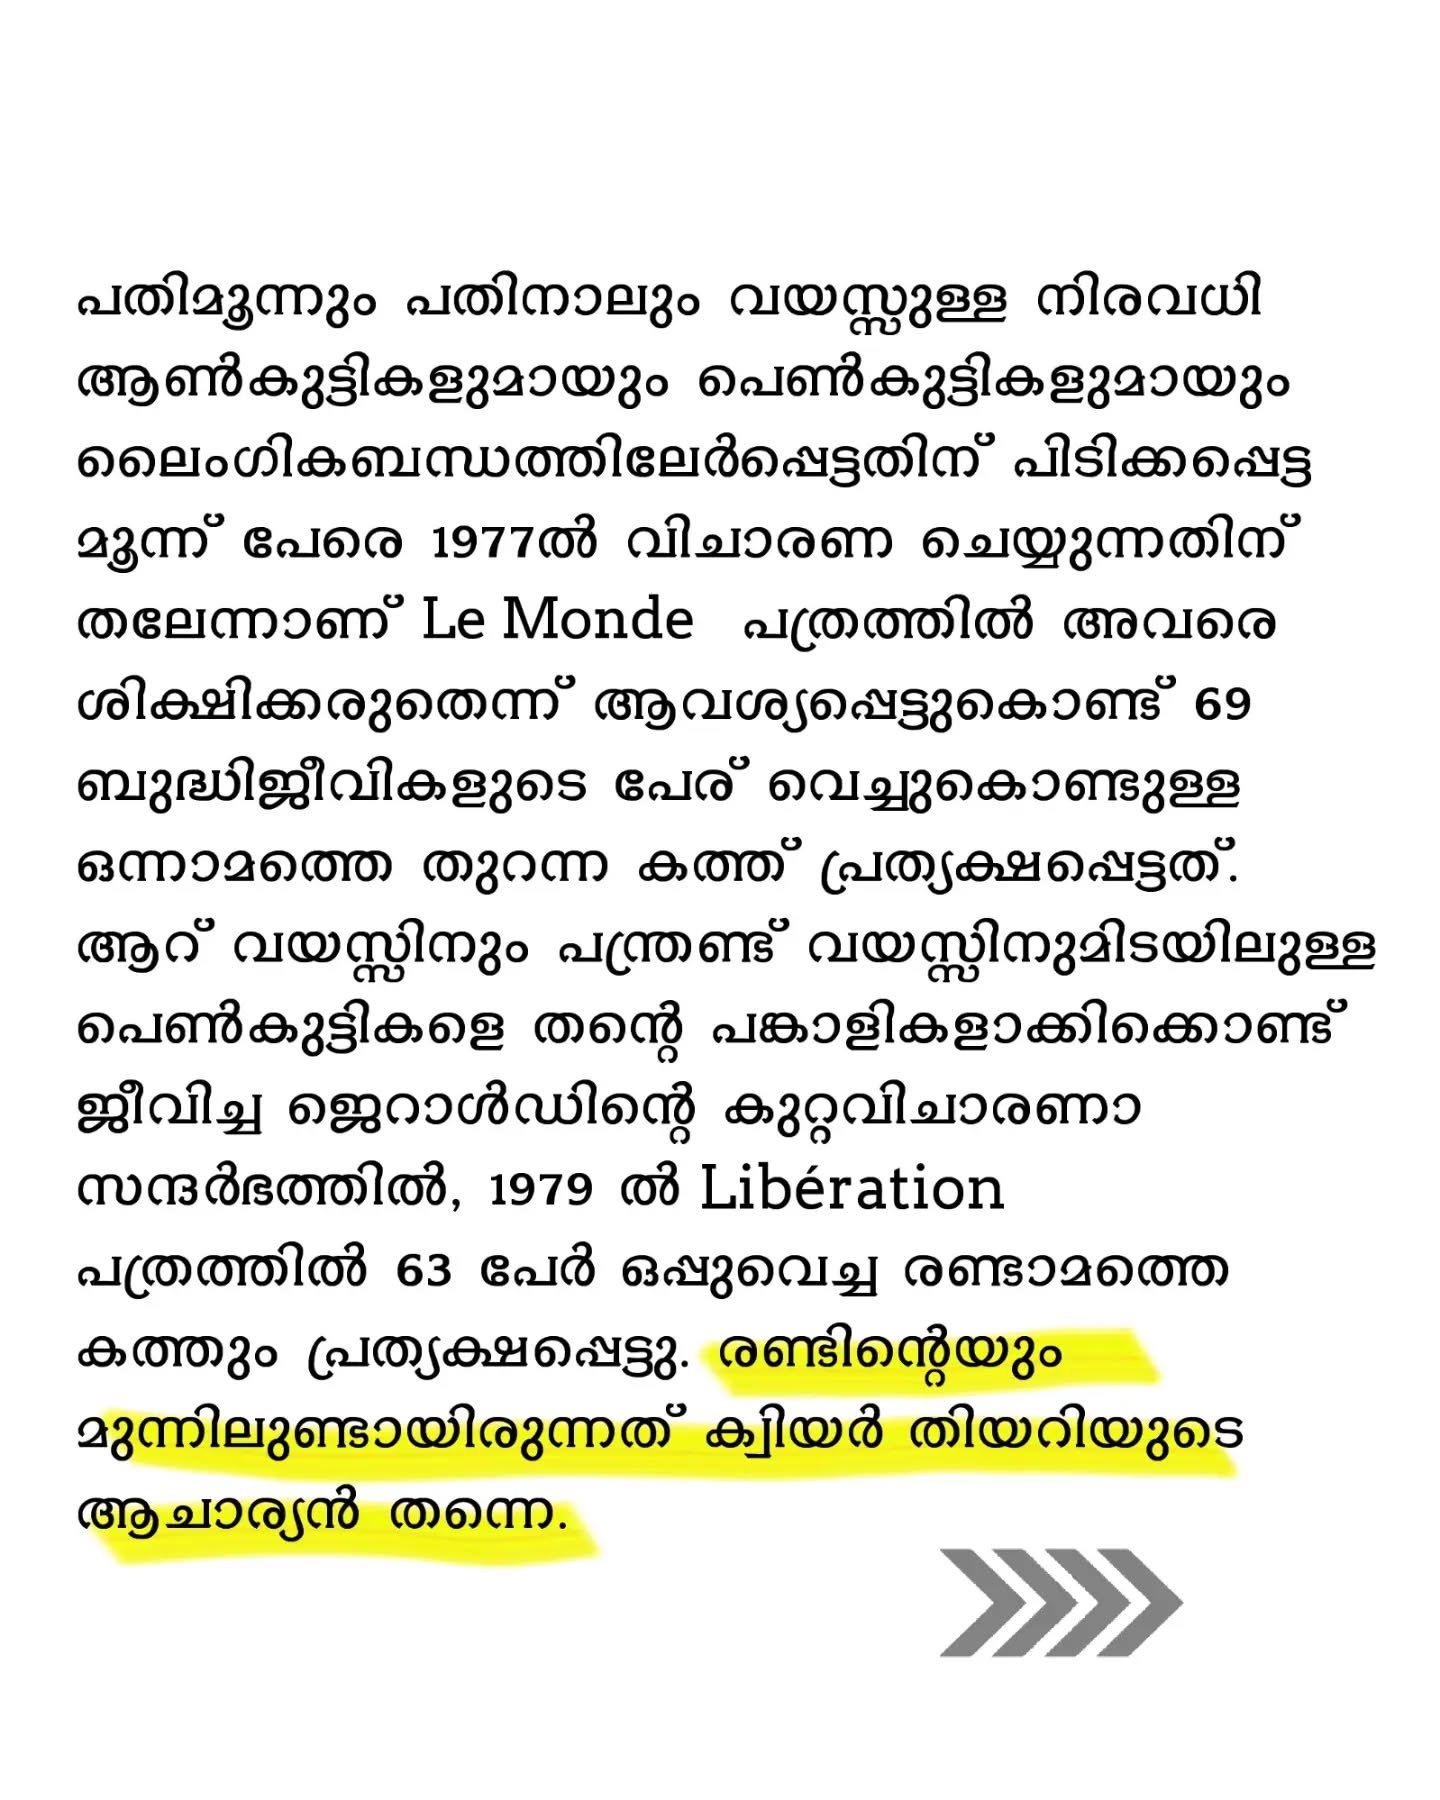 പതിമൂന്നും പതിനാലും വയസ്സുള്ള നിരവധി
ആൺകുട്ടികളുമായും പെൺകുട്ടികളുമായും
ലൈംഗികബന്ധത്തിലേർപ്പെട്ടതിന് പിടിക്കപ്പെട്ട
മൂന്ന് പേരെ 1977ൽ വിചാരണ ചെയ്യുന്നതിന്
തലേന്നാണ് Le Monde പത്രത്തിൽ അവരെ
ശിക്ഷിക്കരുതെന്ന് ആവശ്യപ്പെട്ടുകൊണ്ട് 69
ബുദ്ധിജീവികളുടെ പേര് വെച്ചുകൊണ്ടുള്ള
ഒന്നാമത്തെ തുറന്ന കത്ത് പ്രത്യക്ഷപ്പെട്ടത്.
ആറ് വയസ്സിനും പന്ത്രണ്ട് വയസ്സിനുമിടയിലുള്ള
പെൺകുട്ടികളെ തന്റെ പങ്കാളികളാക്കിക്കൊണ്ട്
ജീവിച്ച ജെറാൾഡിന്റെ കുറ്റവിചാരണാ
സന്ദർഭത്തിൽ, 1979 ൽ Libération
പത്രത്തിൽ 63 പേർ ഒപ്പുവെച്ച രണ്ടാമത്തെ
കത്തും പ്രത്യക്ഷപ്പെട്ടു. രണ്ടിന്റെയും
മുന്നിലുണ്ടായിരുന്നത് ക്വിയർ തിയറിയുടെ
ആചാര്യൻ തന്നെ.